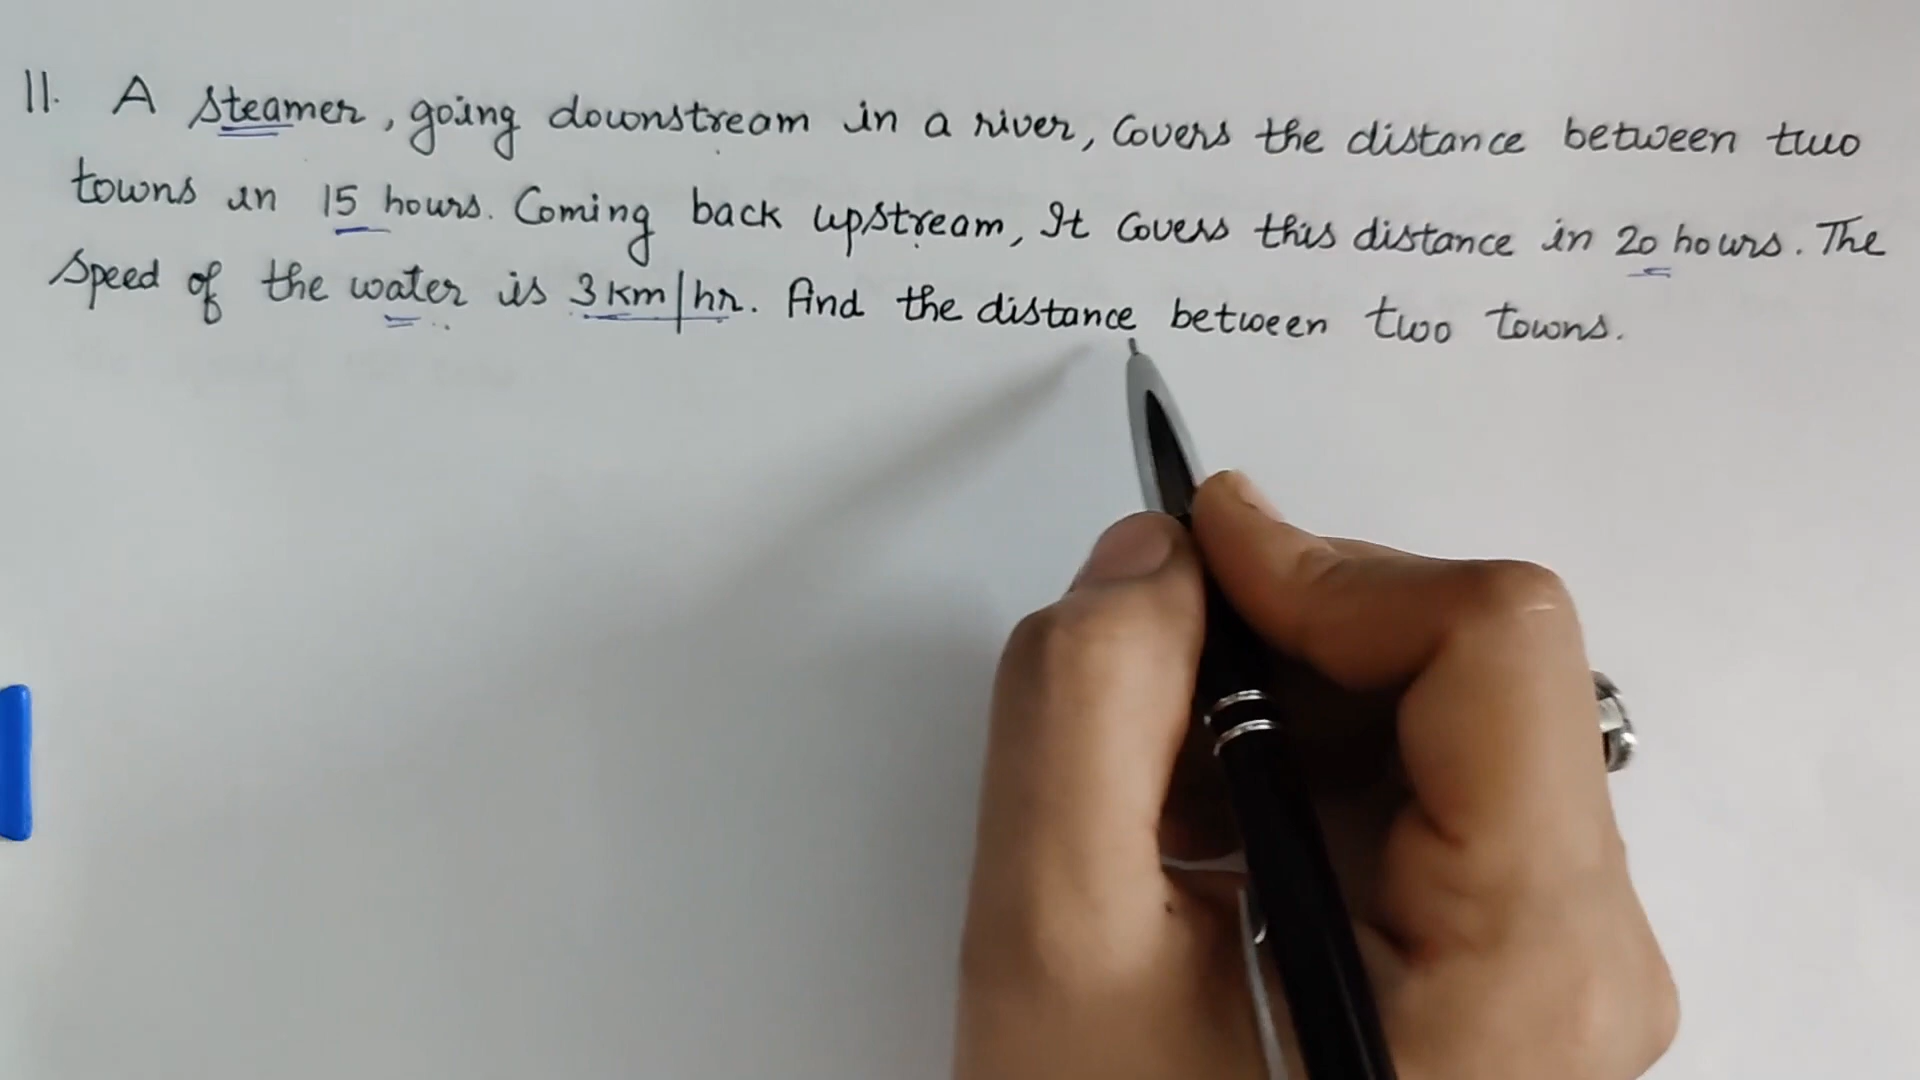 11. A steamer, going downstream in a river, Covers the distance between two
towns in 15 hours. Coming back upstream, It Covers this distance in 20 hours. The
Speed of the water is 3 km/hr. Find the distance between two towns.